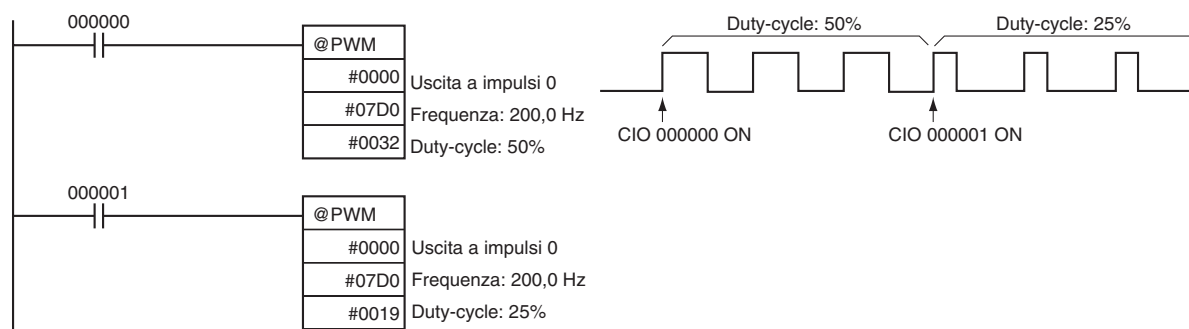 000000
@PWM
#0000 Uscita a impulsi 0
#07D0 Frequenza: 200,0 Hz
#0032 Duty-cycle: 50%
Duty-cycle: 50%
Duty-cycle: 25%
CIO 000000 ON
CIO 000001 ON
000001
@PWM
#0000 Uscita a impulsi 0
#07D0 Frequenza: 200,0 Hz
#0019 Duty-cycle: 25%